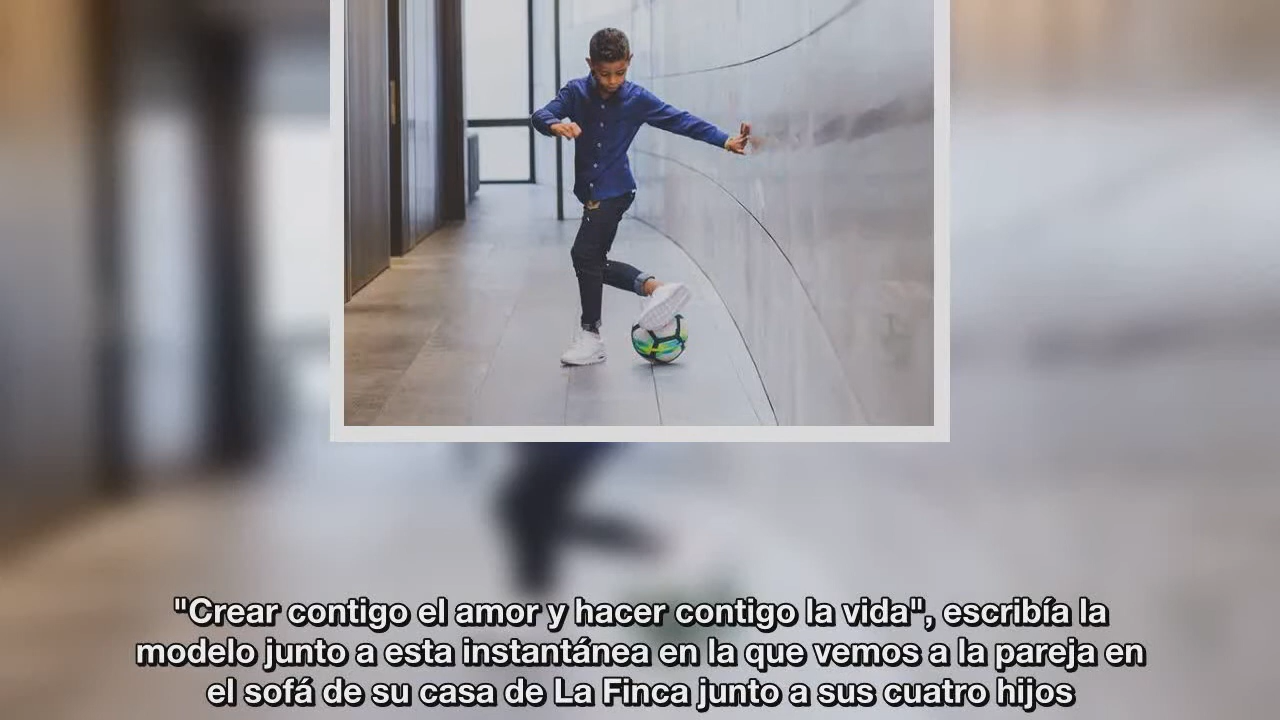 "Crear contigo el amor y hacer contigo la vida", escribía la
modelo junto a esta instantánea en la que vemos a la pareja en
el sofá de su casa de La Finca junto a sus cuatro hijos